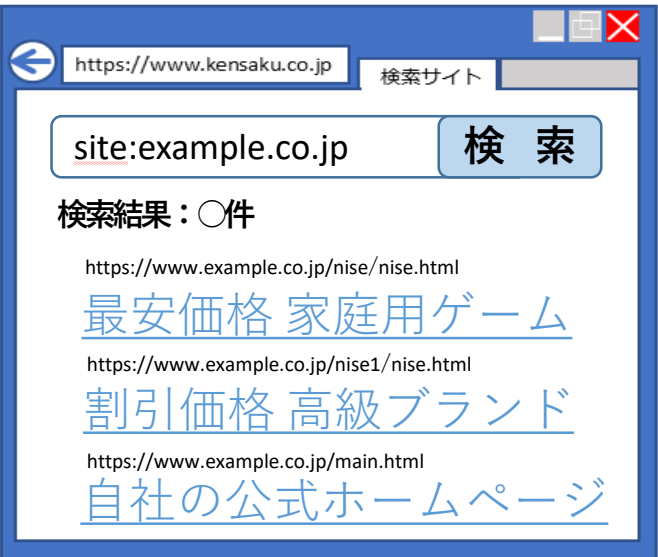 https://www.kensaku.co.jp
検索サイト
site:example.co.jp
検 索
検索結果：○件
https://www.example.co.jp/nise/nise.html
最安価格 家庭用ゲーム
https://www.example.co.jp/nise1/nise.html
割引価格 高級ブランド
https://www.example.co.jp/main.html
自社の公式ホームページ